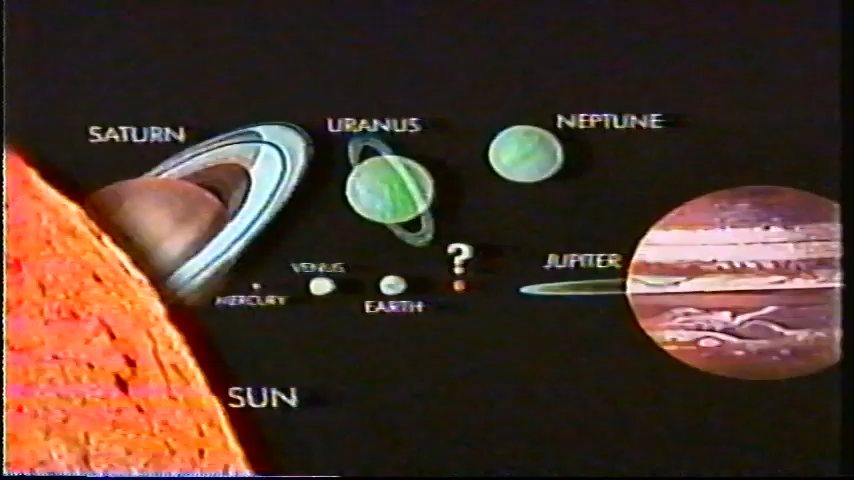 SATURN
URANUS
NEPTUNE
VENUS
MERCURY
EARTH
?
JUPITER
SUN